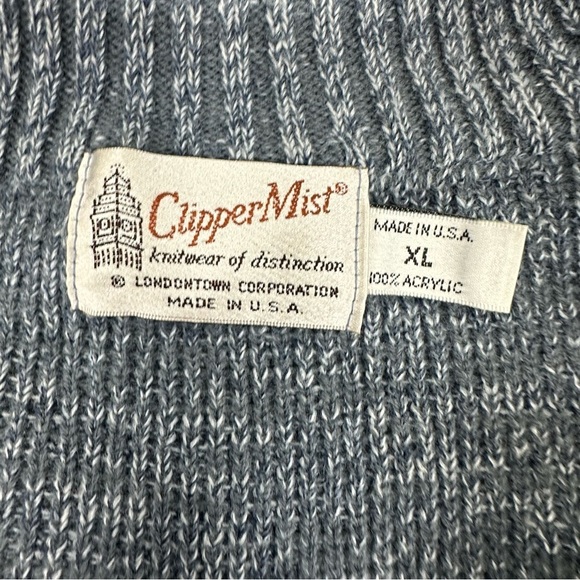 ClipperMist®
knitwear of distinction
® LONDONTOWN CORPORATION
MADE IN U.S.A.
MADE IN U.S.A.
XL
100% ACRYLIC